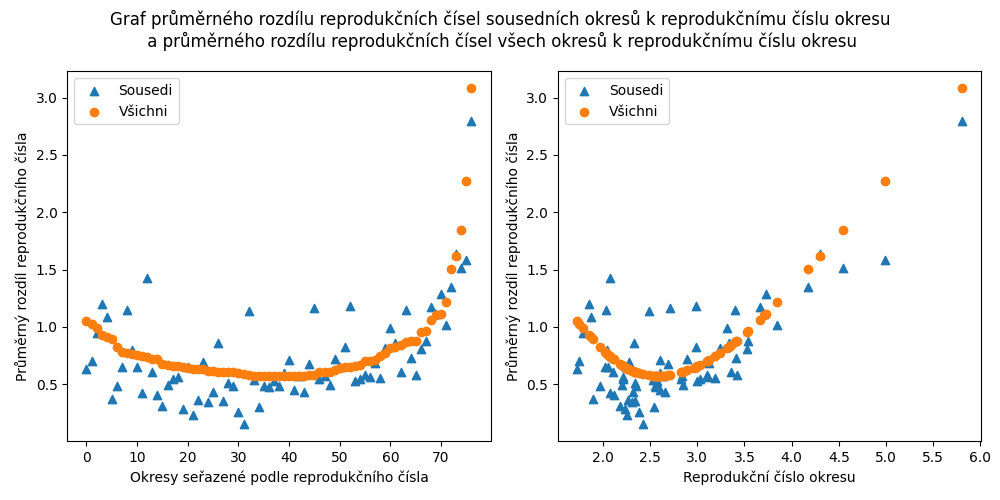 Graf průměrného rozdílu reprodukčních čísel sousedních okresů k reprodukčnímu číslu okresu
a průměrného rozdílu reprodukčních čísel všech okresů k reprodukčnímu číslu okresu
Průměrný rozdíl reprodukčního čísla
3.0
2.5
2.0
1.5
1.0
0.5
Sousedi
Všichni
0 10 20 30 40 50 60 70
Okresy seřazené podle reprodukčního čísla
Průměrný rozdíl reprodukčního čísla
3.0
2.5
2.0
1.5
1.0
0.5
Sousedi
Všichni
2.0 2.5 3.0 3.5 4.0 4.5 5.0 5.5 6.0
Reprodukční číslo okresu